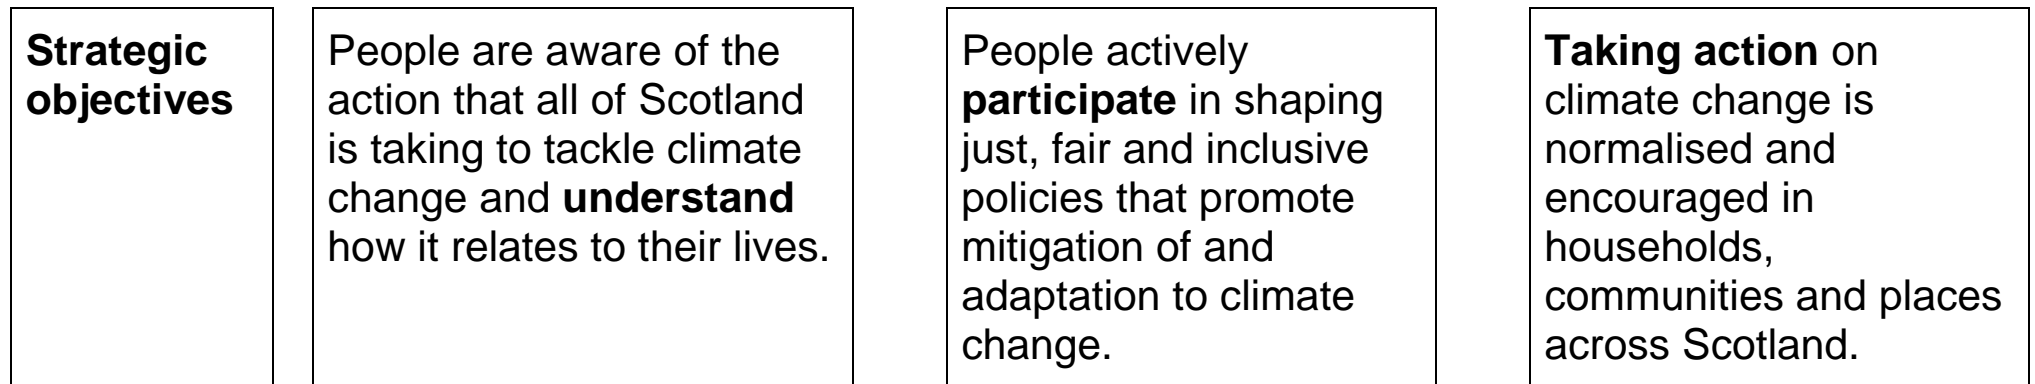 Strategic
objectives
People are aware of the
action that all of Scotland
is taking to tackle climate
change and understand
how it relates to their lives.
People actively
participate in shaping
just, fair and inclusive
policies that promote
mitigation of and
adaptation to climate
change.
Taking action on
climate change is
normalised and
encouraged in
households,
communities and places
across Scotland.